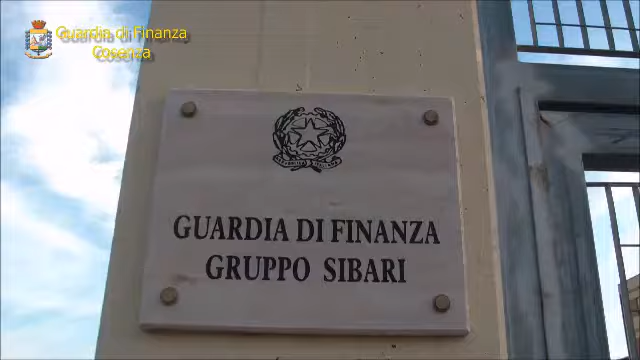 Guardia di Finanza
Cosenza
GUARDIA DI FINANZA
GRUPPO SIBARI